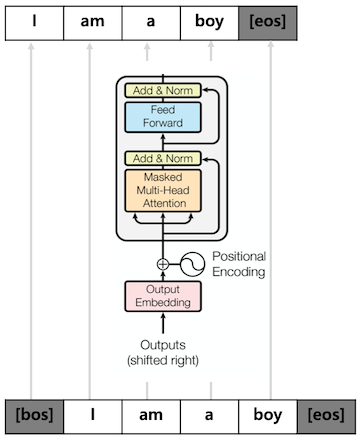 I am a boy [eos]
Add & Norm
Feed
Forward
Add & Norm
Masked
Multi-Head
Attention
Positional
Encoding
Output
Embedding
Outputs
(shifted right)
[bos] I am a boy [eos]